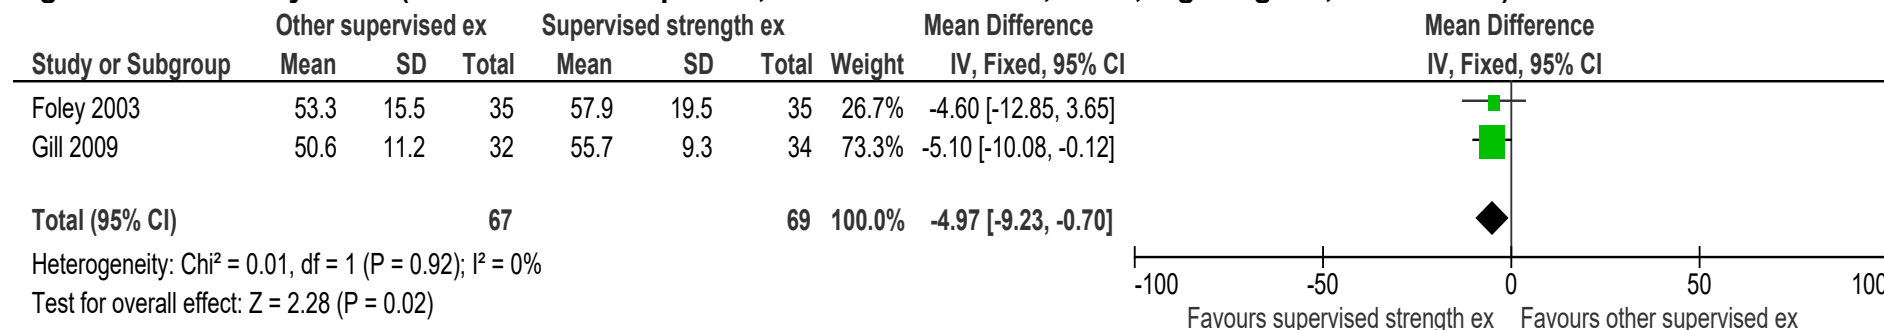 Other supervised ex Supervised strength ex Mean Difference Mean Difference
Study or Subgroup Mean SD Total Mean SD Total Weight IV, Fixed, 95% CI IV, Fixed, 95% CI
Foley 2003 53.3 15.5 35 57.9 19.5 35 26.7% -4.60 [-12.85, 3.65]
Gill 2009 50.6 11.2 32 55.7 9.3 34 73.3% -5.10 [-10.08, -0.12]
Total (95% CI) 67 69 100.0% -4.97 [-9.23, -0.70]
Heterogeneity: Chi² = 0.01, df = 1 (P = 0.92); I² = 0%
Test for overall effect: Z = 2.28 (P = 0.02)
-100 -50 0 50 100
Favours supervised strength ex Favours other supervised ex